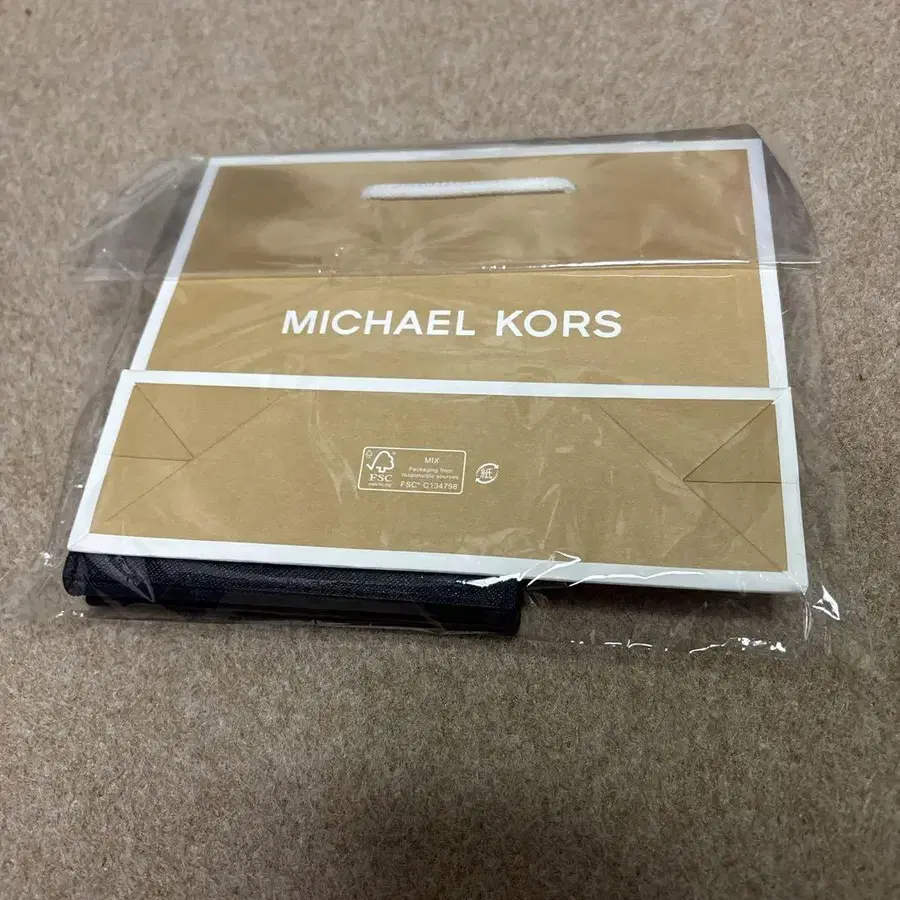 MICHAEL KORS
FSC
MIX
Packaging from
responsible sources
FSC® C134798
紙